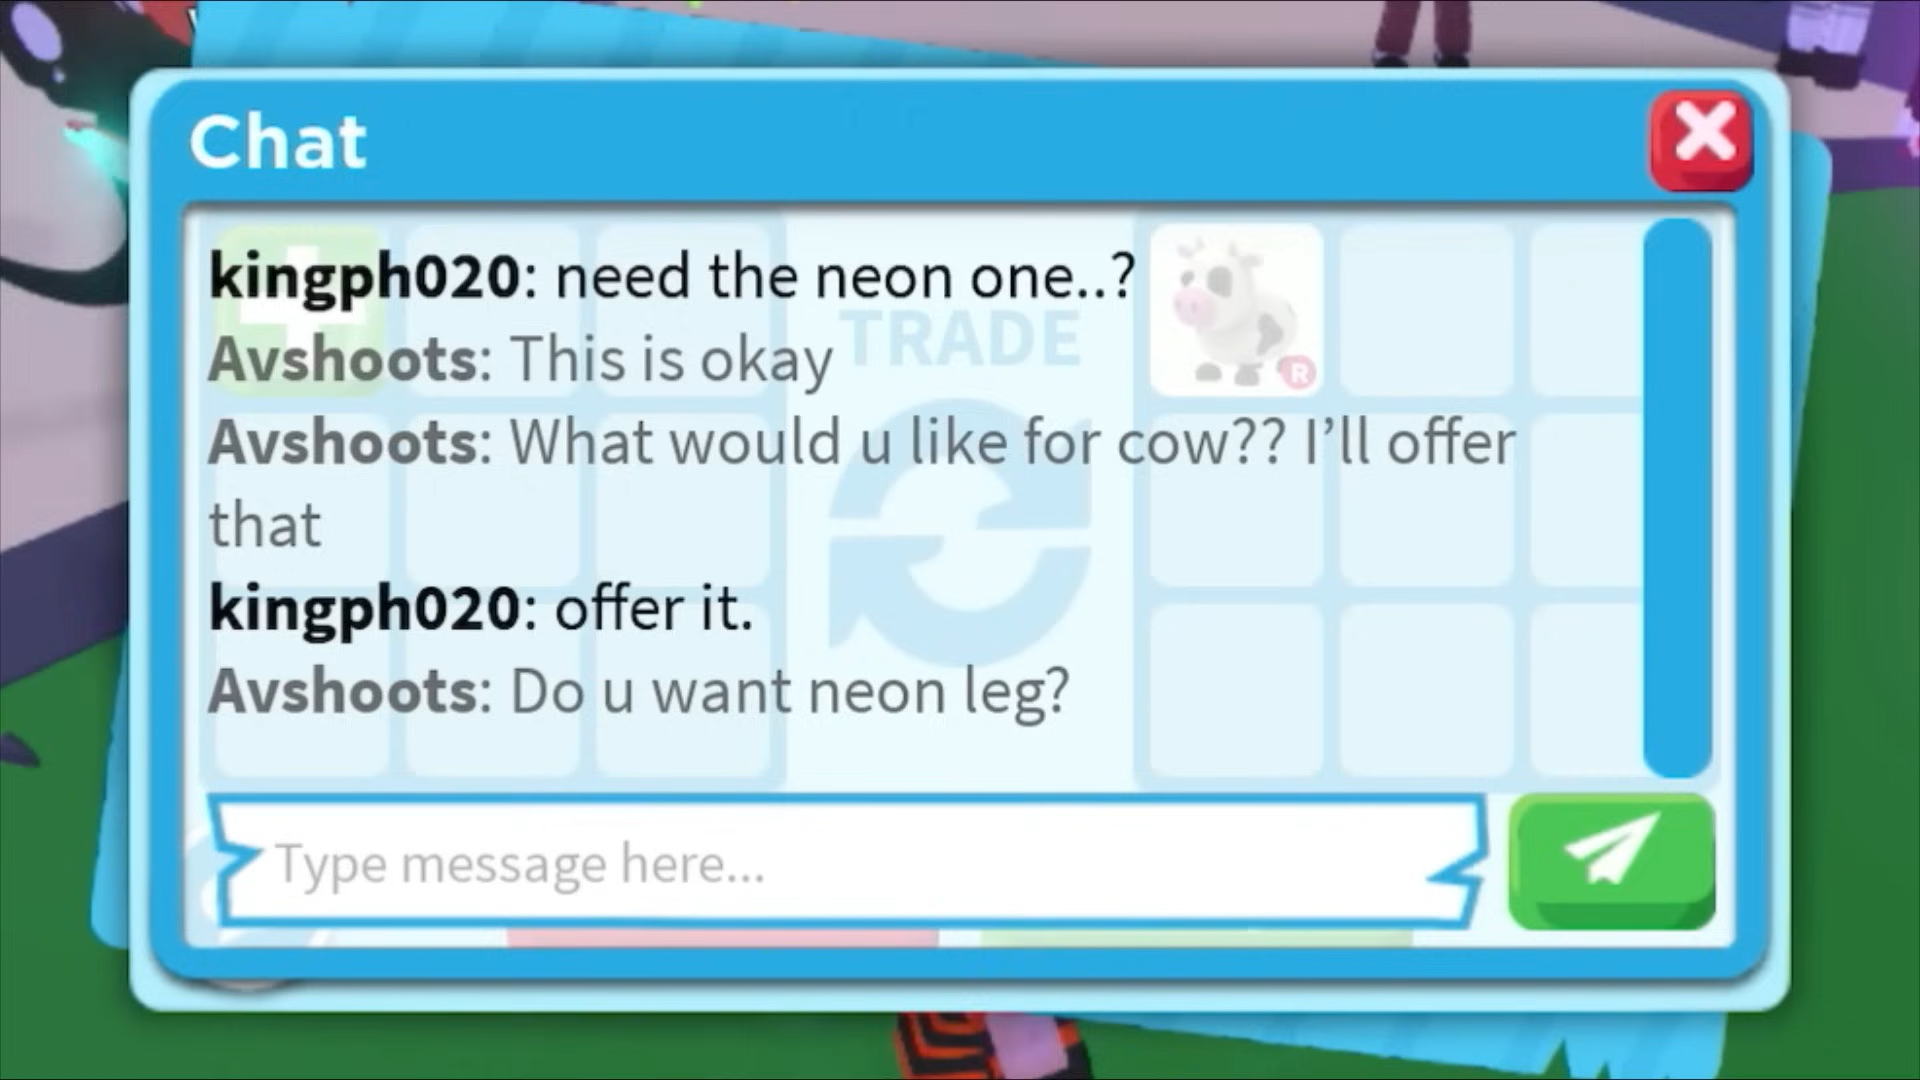 Chat
kingph020: need the neon one..?
TRADE
Avshoots: This is okay
Avshoots: What would u like for cow?? I’ll offer
that
kingph020: offer it.
Avshoots: Do u want neon leg?
Type message here...
R